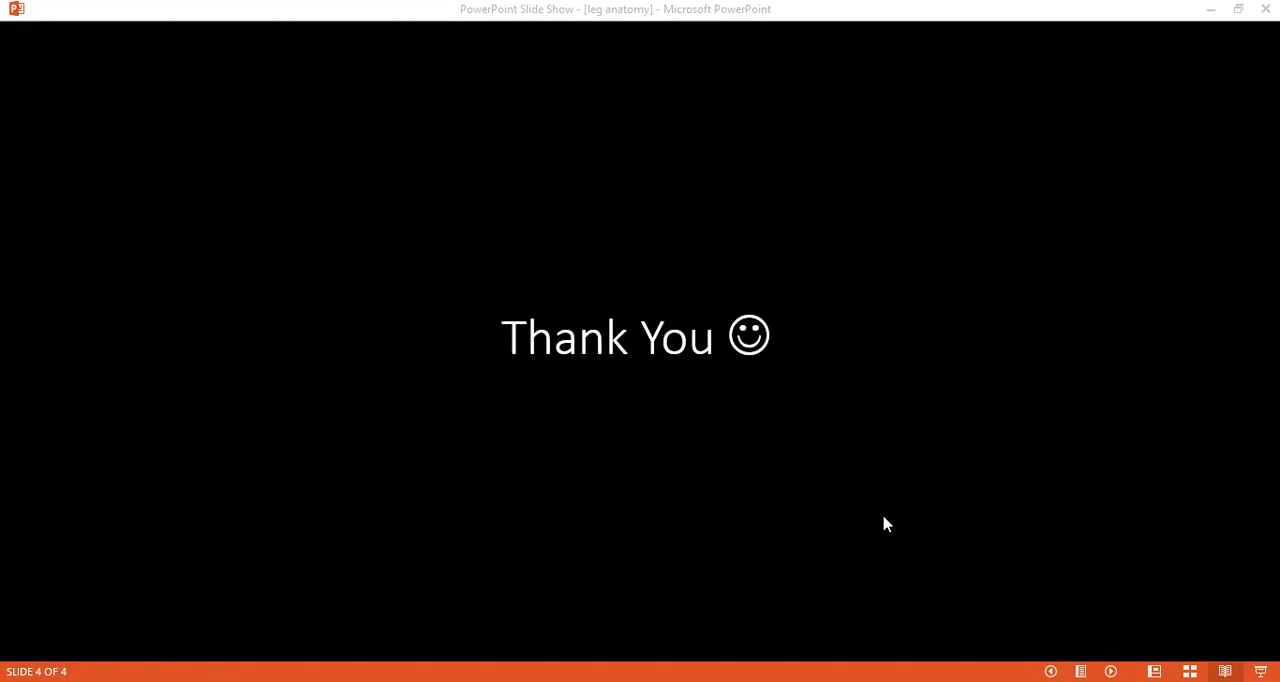 PowerPoint Slide Show - [leg anatomy] - Microsoft PowerPoint
Thank You ☺
SLIDE 4 OF 4